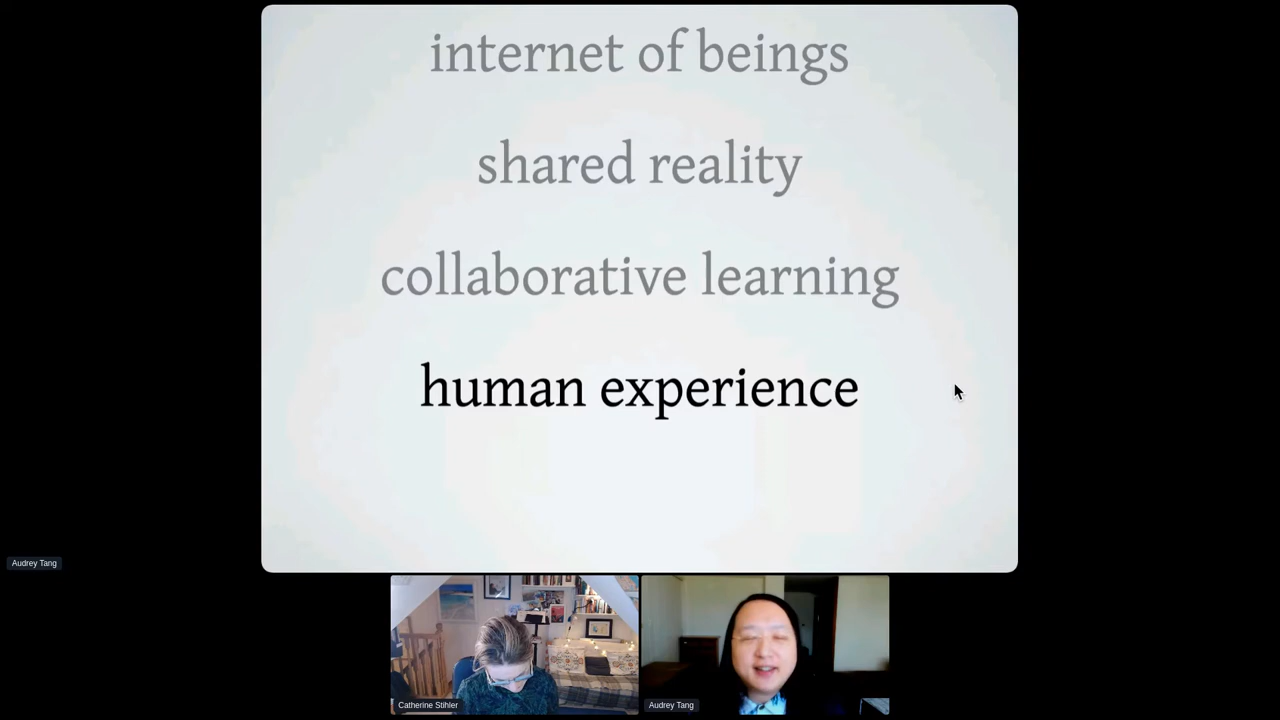 internet of beings
shared reality
collaborative learning
human experience
Audrey Tang
Catherine Stihler
Audrey Tang